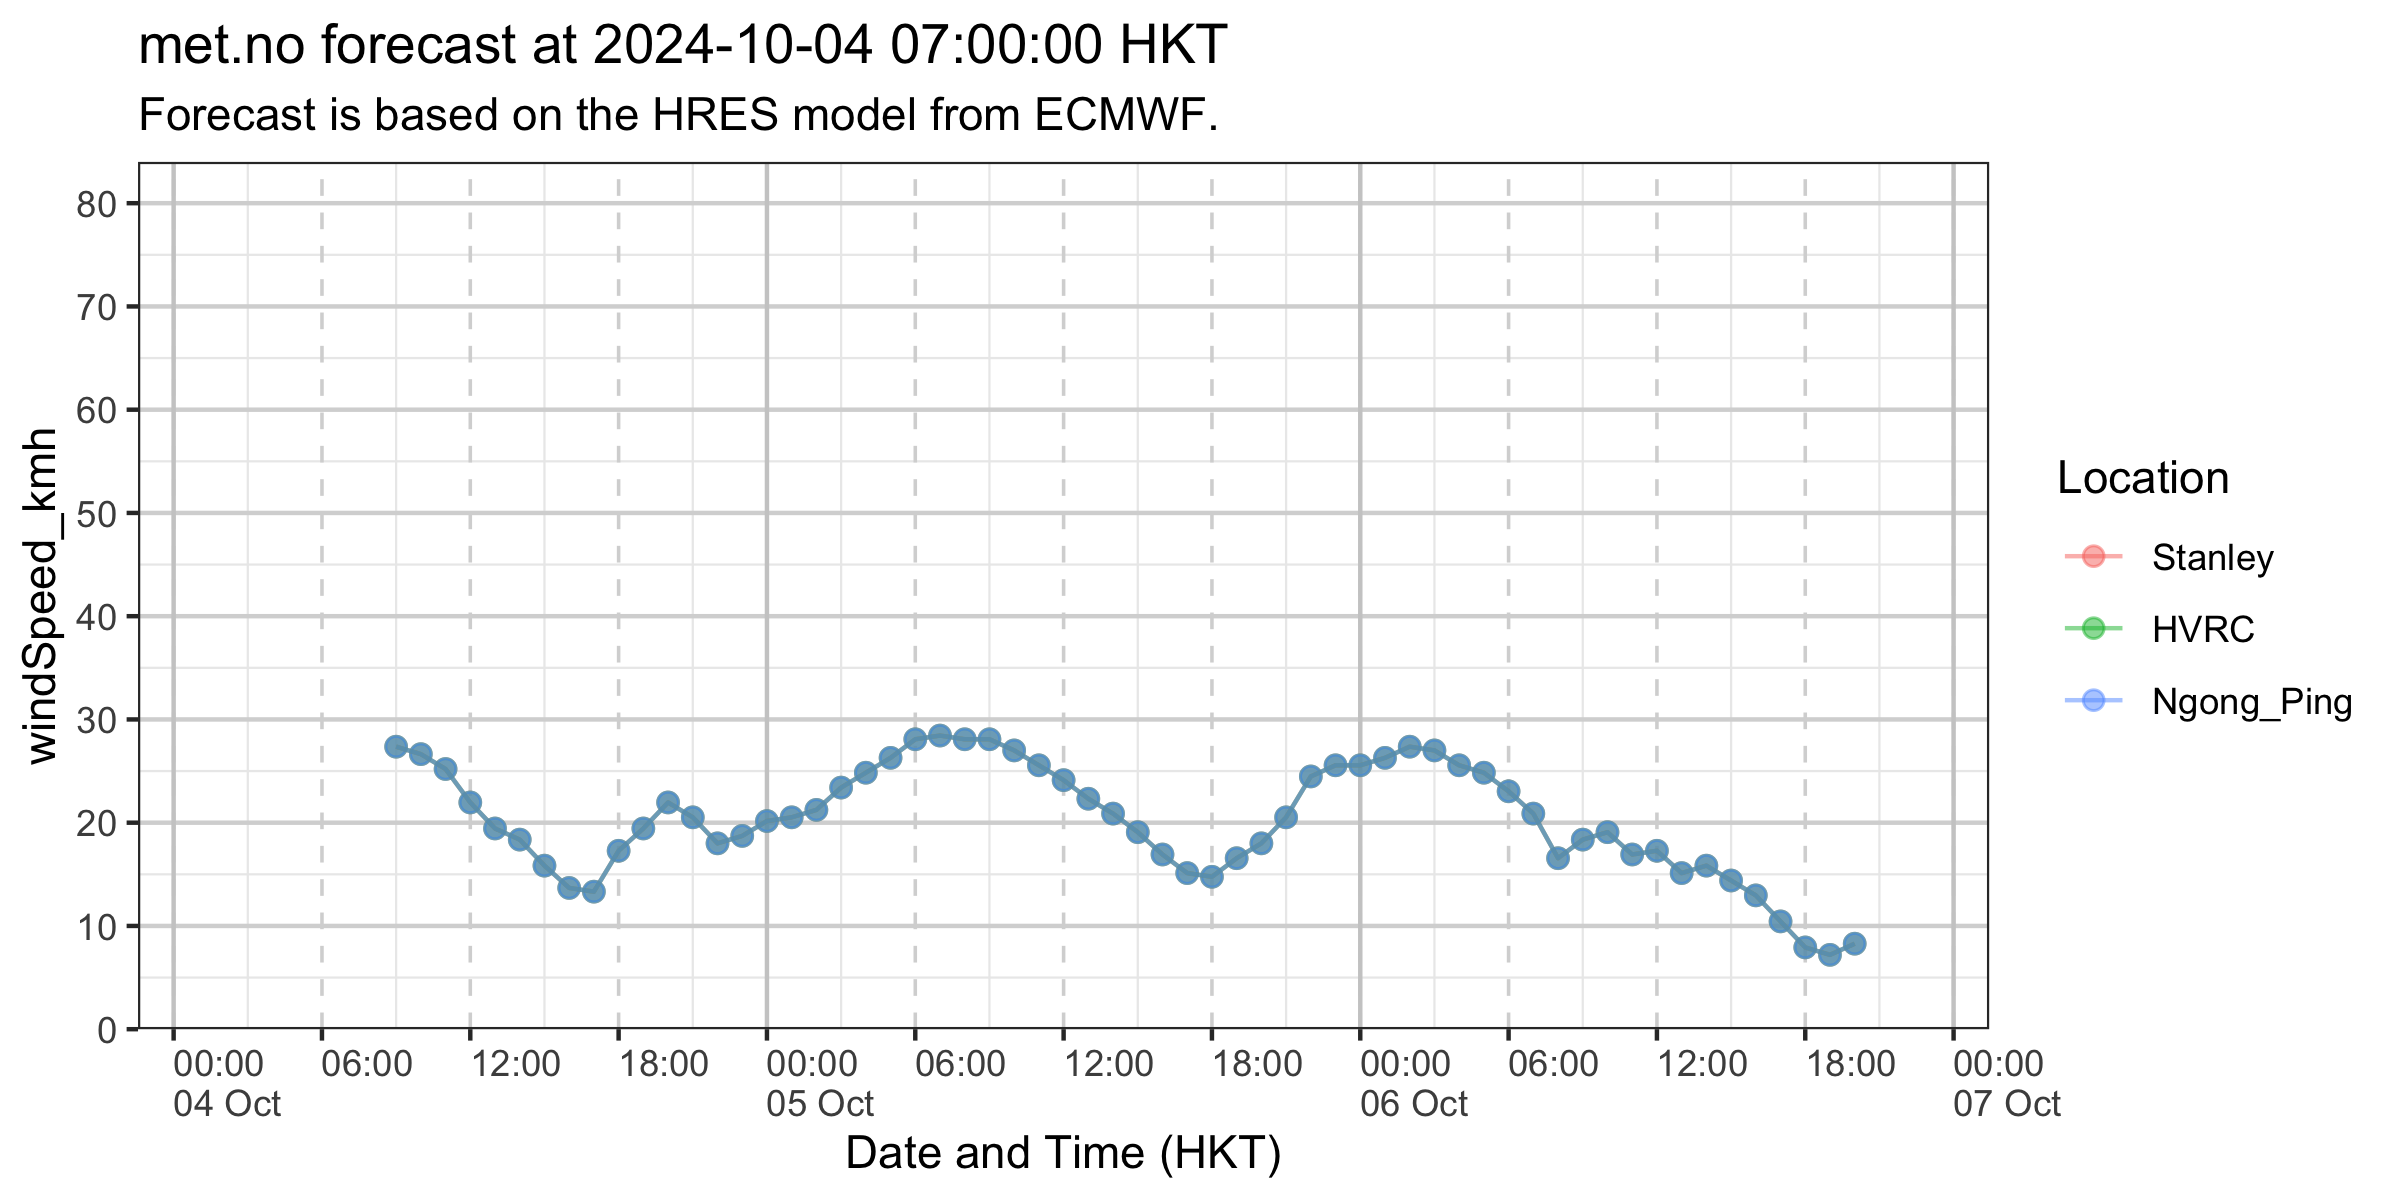 met.no forecast at 2024-10-04 07:00:00 HKT
Forecast is based on the HRES model from ECMWF.
windSpeed_kmh
80
70
60
50
40
30
20
10
0
00:00 06:00 12:00 18:00 00:00 06:00 12:00 18:00 00:00 06:00 12:00 18:00 00:00
04 Oct 05 Oct 06 Oct 07 Oct
Date and Time (HKT)
Location
Stanley
HVRC
Ngong_Ping